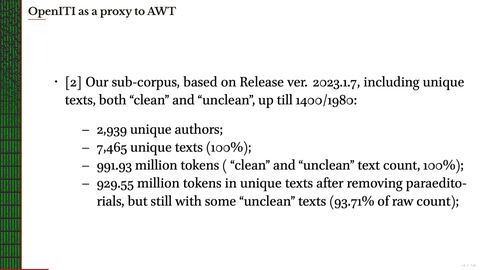 OpenITI as a proxy to AWT
· [2] Our sub-corpus, based on Release ver. 2023.1.7, including unique
texts, both “clean” and “unclean”, up till 1400/1980:
– 2,939 unique authors;
– 7,465 unique texts (100%);
– 991.93 million tokens ( “clean” and “unclean” text count, 100%);
– 929.55 million tokens in unique texts after removing paraedito-
rials, but still with some “unclean” texts (93.71% of raw count);